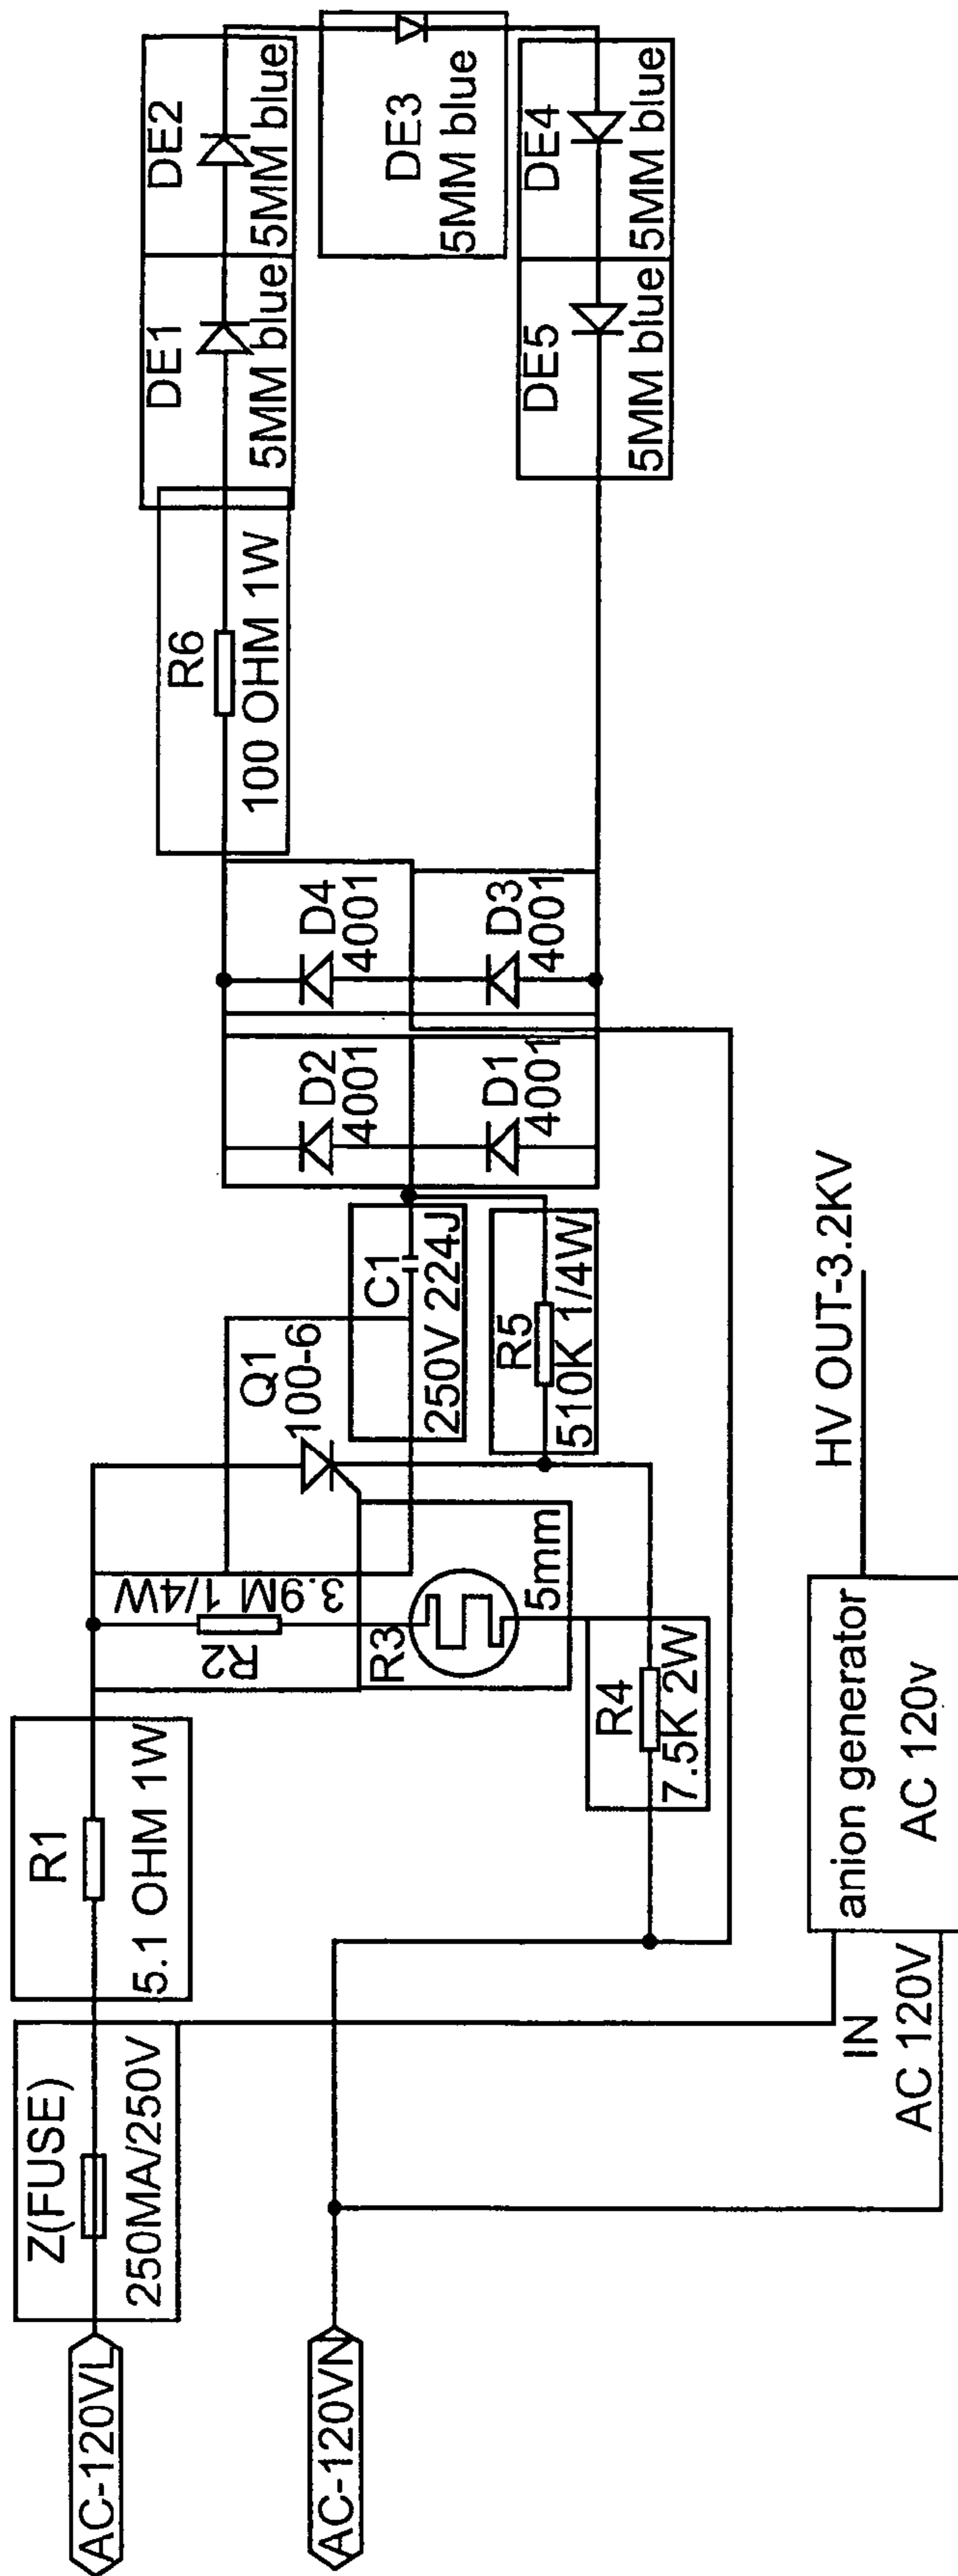 AC-120VL
Z(FUSE)
250MA/250V
R1
5.1 OHM 1W
R2
3.9M 1/4W
Q1
100-6
R3
5mm
R4
7.5K 2W
C1
250V 224J
R5
510K 1/4W
D2
4001
D1
4001
D4
4001
D3
4001
R6
100 OHM 1W
DE1
5MM blue
DE2
5MM blue
DE3
5MM blue
DE4
5MM blue
DE5
5MM blue
AC-120VN
IN
AC 120V
anion generator
AC 120v
HV OUT-3.2KV